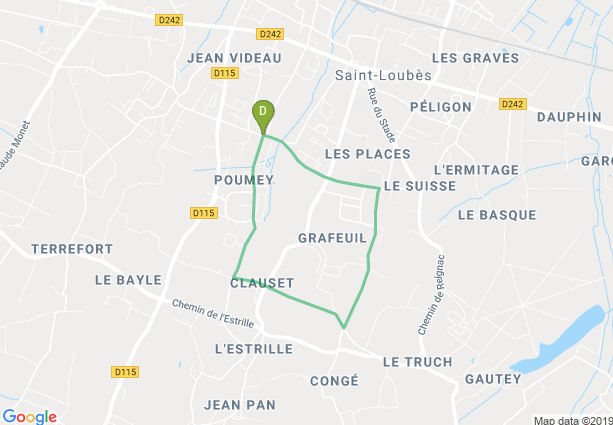 D242
D242
JEAN VIDEAU
LES GRAVES
D115
Saint-Loubès
Rue du Stade
PÉLIGON
D242
DAUPHIN
D
aude Monet
LES PLACES
GARO
L'ERMITAGE
POUMEY
LE SUISSE
D115
LE BASQUE
GRAFEUIL
TERREFORT
LE BAYLE
CLAUSET
Chemin de Reignac
Chemin de l'Estrille
L'ESTRILLE
LE TRUCH
D115
CONGÉ
GAUTEY
JEAN PAN
Google
Map data ©2019